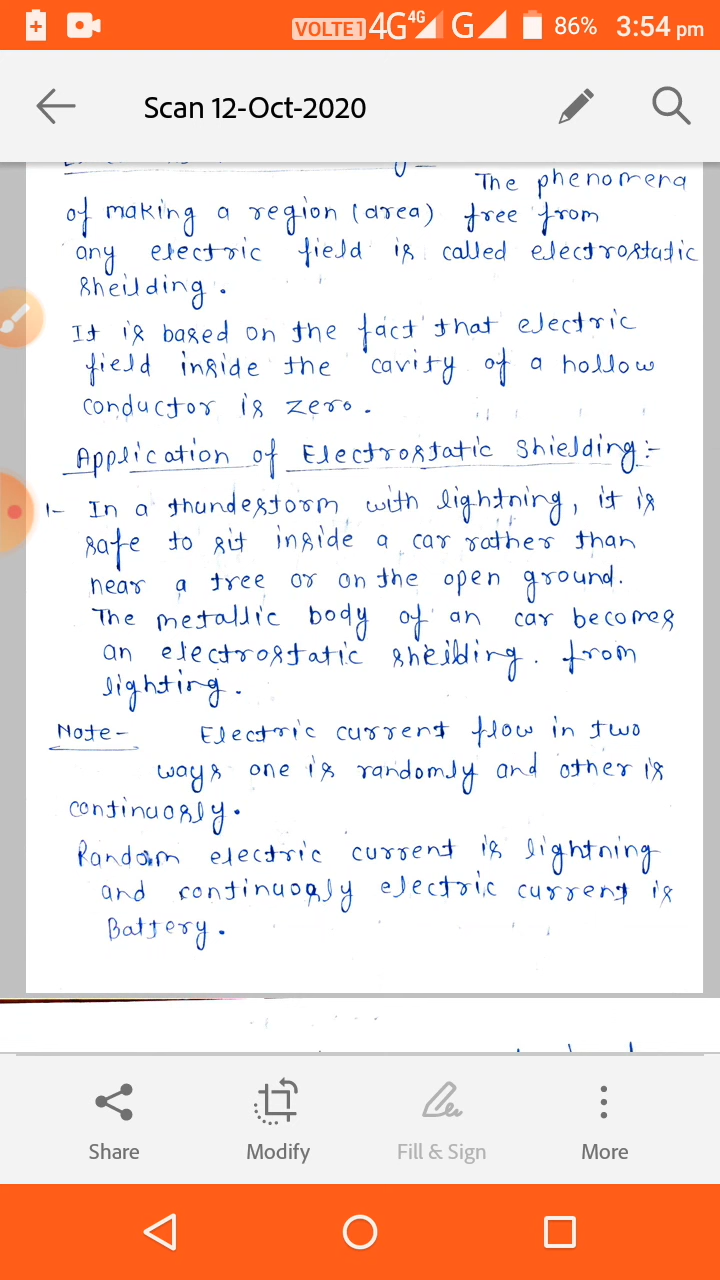 VOLTE1 4G 4G G 86% 3:54 pm
Scan 12-Oct-2020
The phenomena
of making a region (area) free from
any electric field is called electrostatic
sheilding.
It is based on the fact that electric
field inside the cavity of a hollow
conductor is zero.
Application of Electrostatic Shielding:-
1- In a thundestorm with lightning, it is
safe to sit inside a car rather than
near a tree or on the open ground.
The metallic body of an car becomes
an electrostatic sheilding. from
lighting.
Note- Electric current flow in two
ways one is randomly and other is
continuosly.
Random electric current is lightning
and continuosly electric current is
Battery.
Share Modify Fill & Sign More